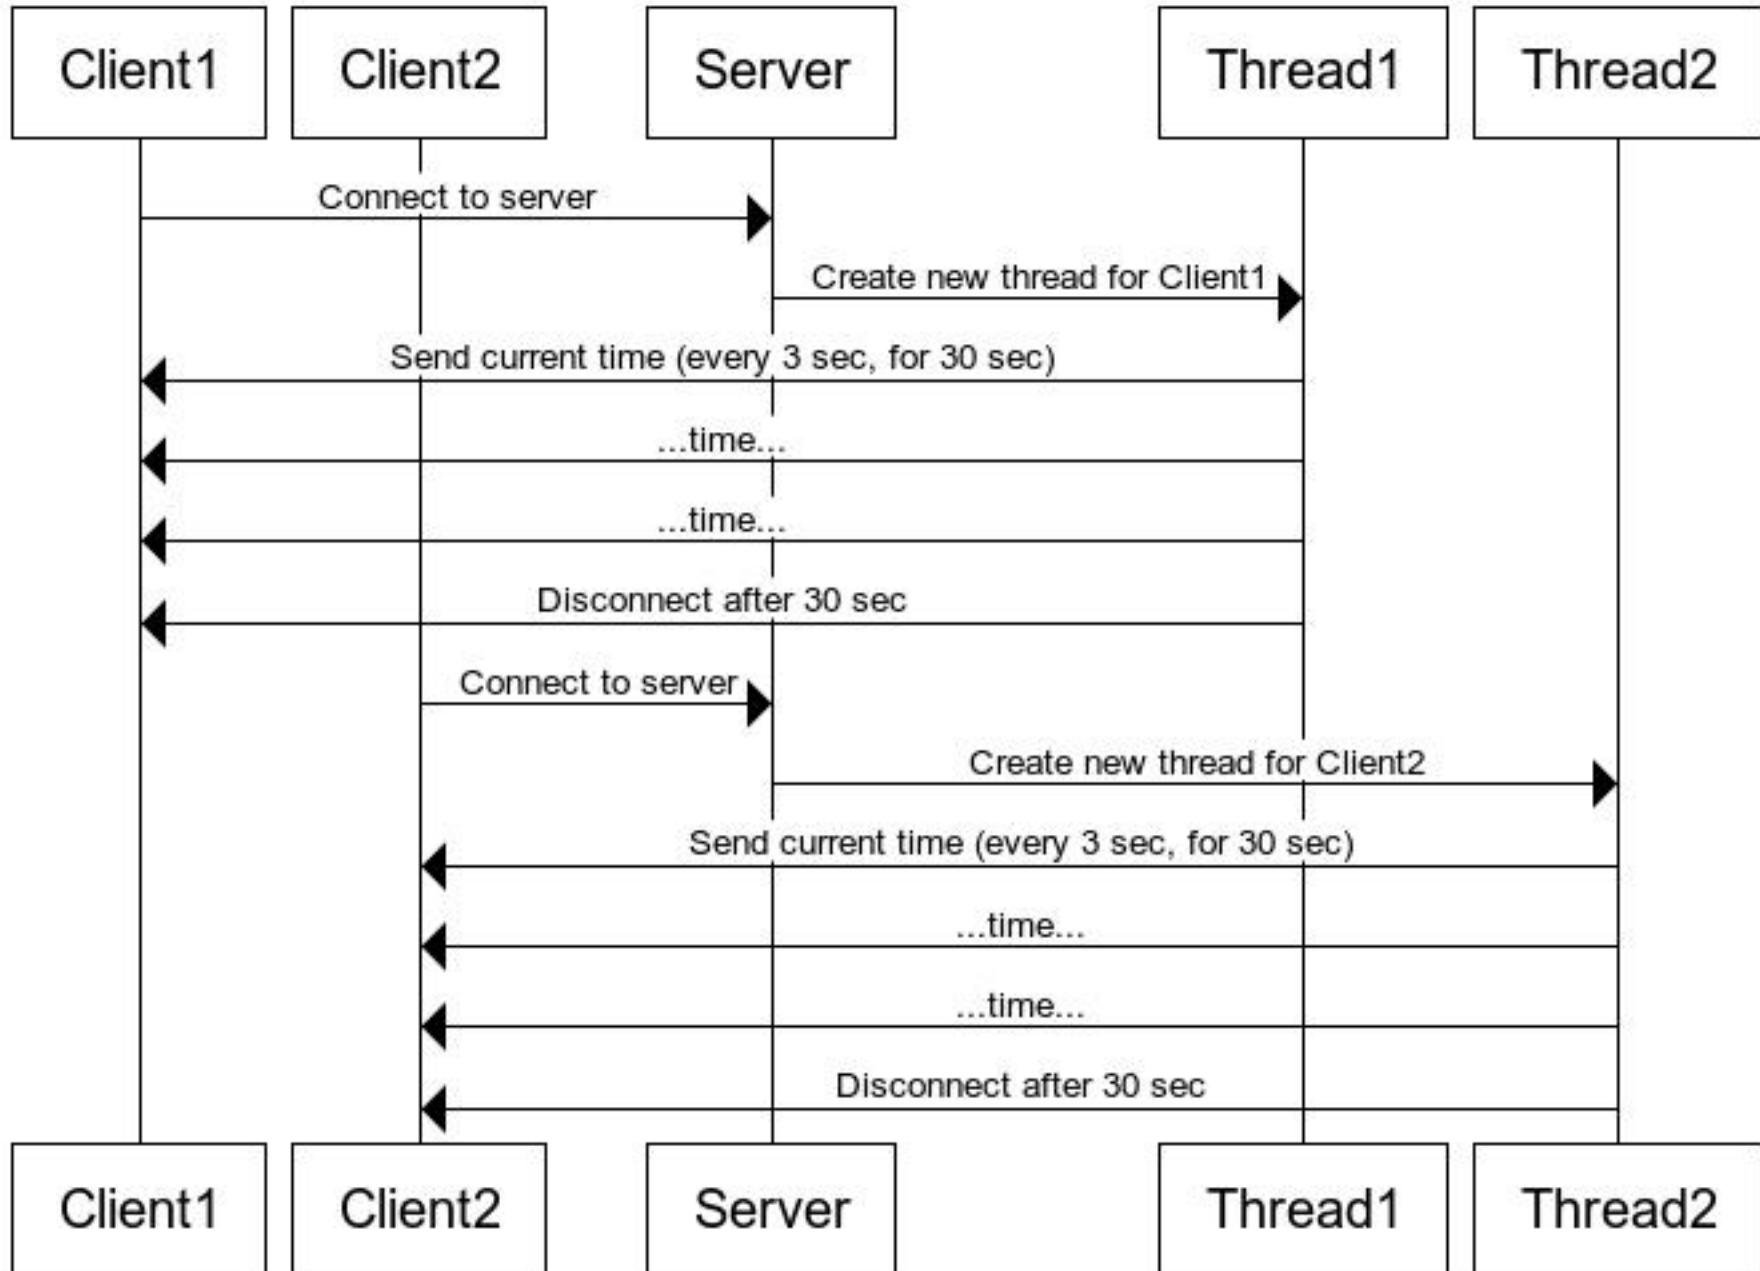 Client1
Client2
Server
Thread1
Thread2
Connect to server
Create new thread for Client1
Send current time (every 3 sec, for 30 sec)
...time...
...time...
Disconnect after 30 sec
Connect to server
Create new thread for Client2
Send current time (every 3 sec, for 30 sec)
...time...
...time...
Disconnect after 30 sec
Client1
Client2
Server
Thread1
Thread2